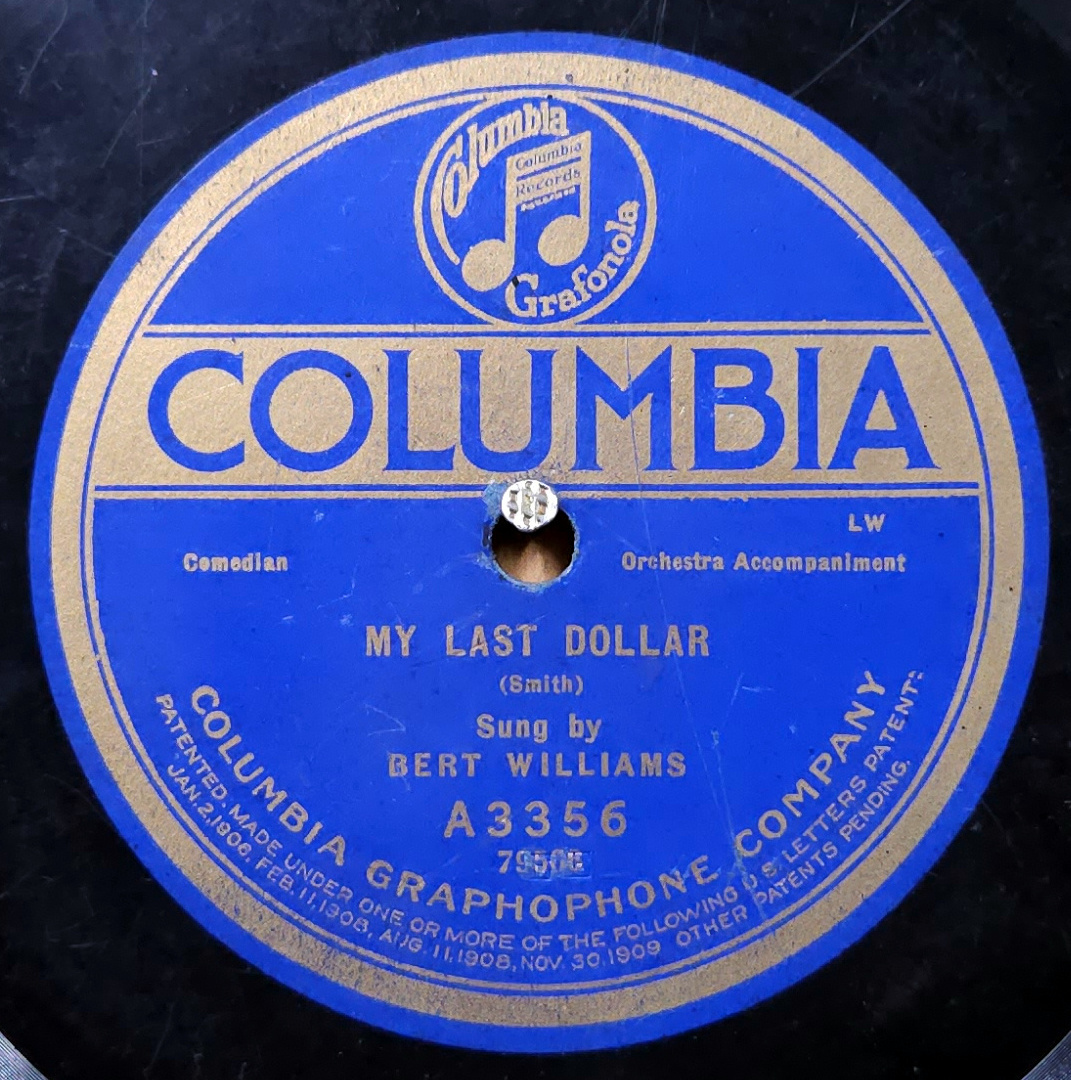 Columbia
Columbia
Records
Grafonola
COLUMBIA
LW
Comedian
Orchestra Accompaniment
MY LAST DOLLAR
(Smith)
Sung by
BERT WILLIAMS
A3356
COLUMBIA GRAPHOPHONE COMPANY
PATENTED. MADE UNDER ONE OR MORE OF THE FOLLOWING U.S. LETTERS PATENT:
JAN. 2, 1906, FEB. 11, 1908, AUG. 11, 1908, NOV. 30, 1909 OTHER PATENTS PENDING.